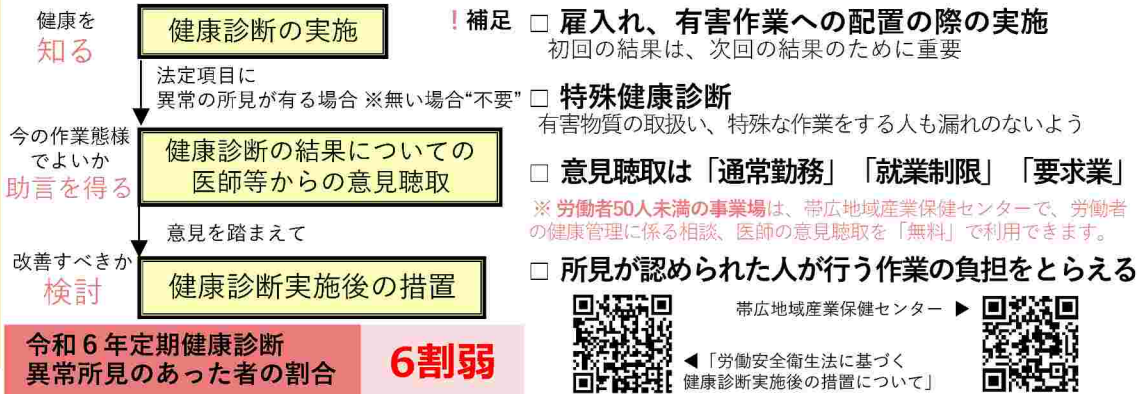 健康を
知る
健康診断の実施
法定項目に
異常の所見が有る場合 ※無い場合“不要”
今の作業態様
でよいか
助言を得る
健康診断の結果についての
医師等からの意見聴取
意見を踏まえて
改善すべきか
検討
健康診断実施後の措置
令和６年定期健康診断
異常所見のあった者の割合
6割弱
！補足
□ 雇入れ、有害作業への配置の際の実施
初回の結果は、次回の結果のために重要
□ 特殊健康診断
有害物質の取扱い、特殊な作業をする人も漏れのないよう
□ 意見聴取は「通常勤務」「就業制限」「要求業」
※ 労働者50人未満の事業場は、帯広地域産業保健センターで、労働者
の健康管理に係る相談、医師の意見聴取を「無料」で利用できます。
□ 所見が認められた人が行う作業の負担をとらえる
帯広地域産業保健センター ▶
◀「労働安全衛生法に基づく
健康診断実施後の措置について」